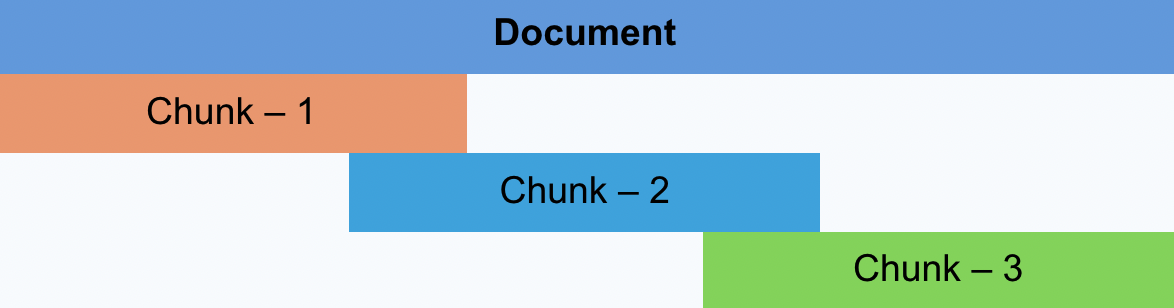 Document
Chunk – 1
Chunk – 2
Chunk – 3